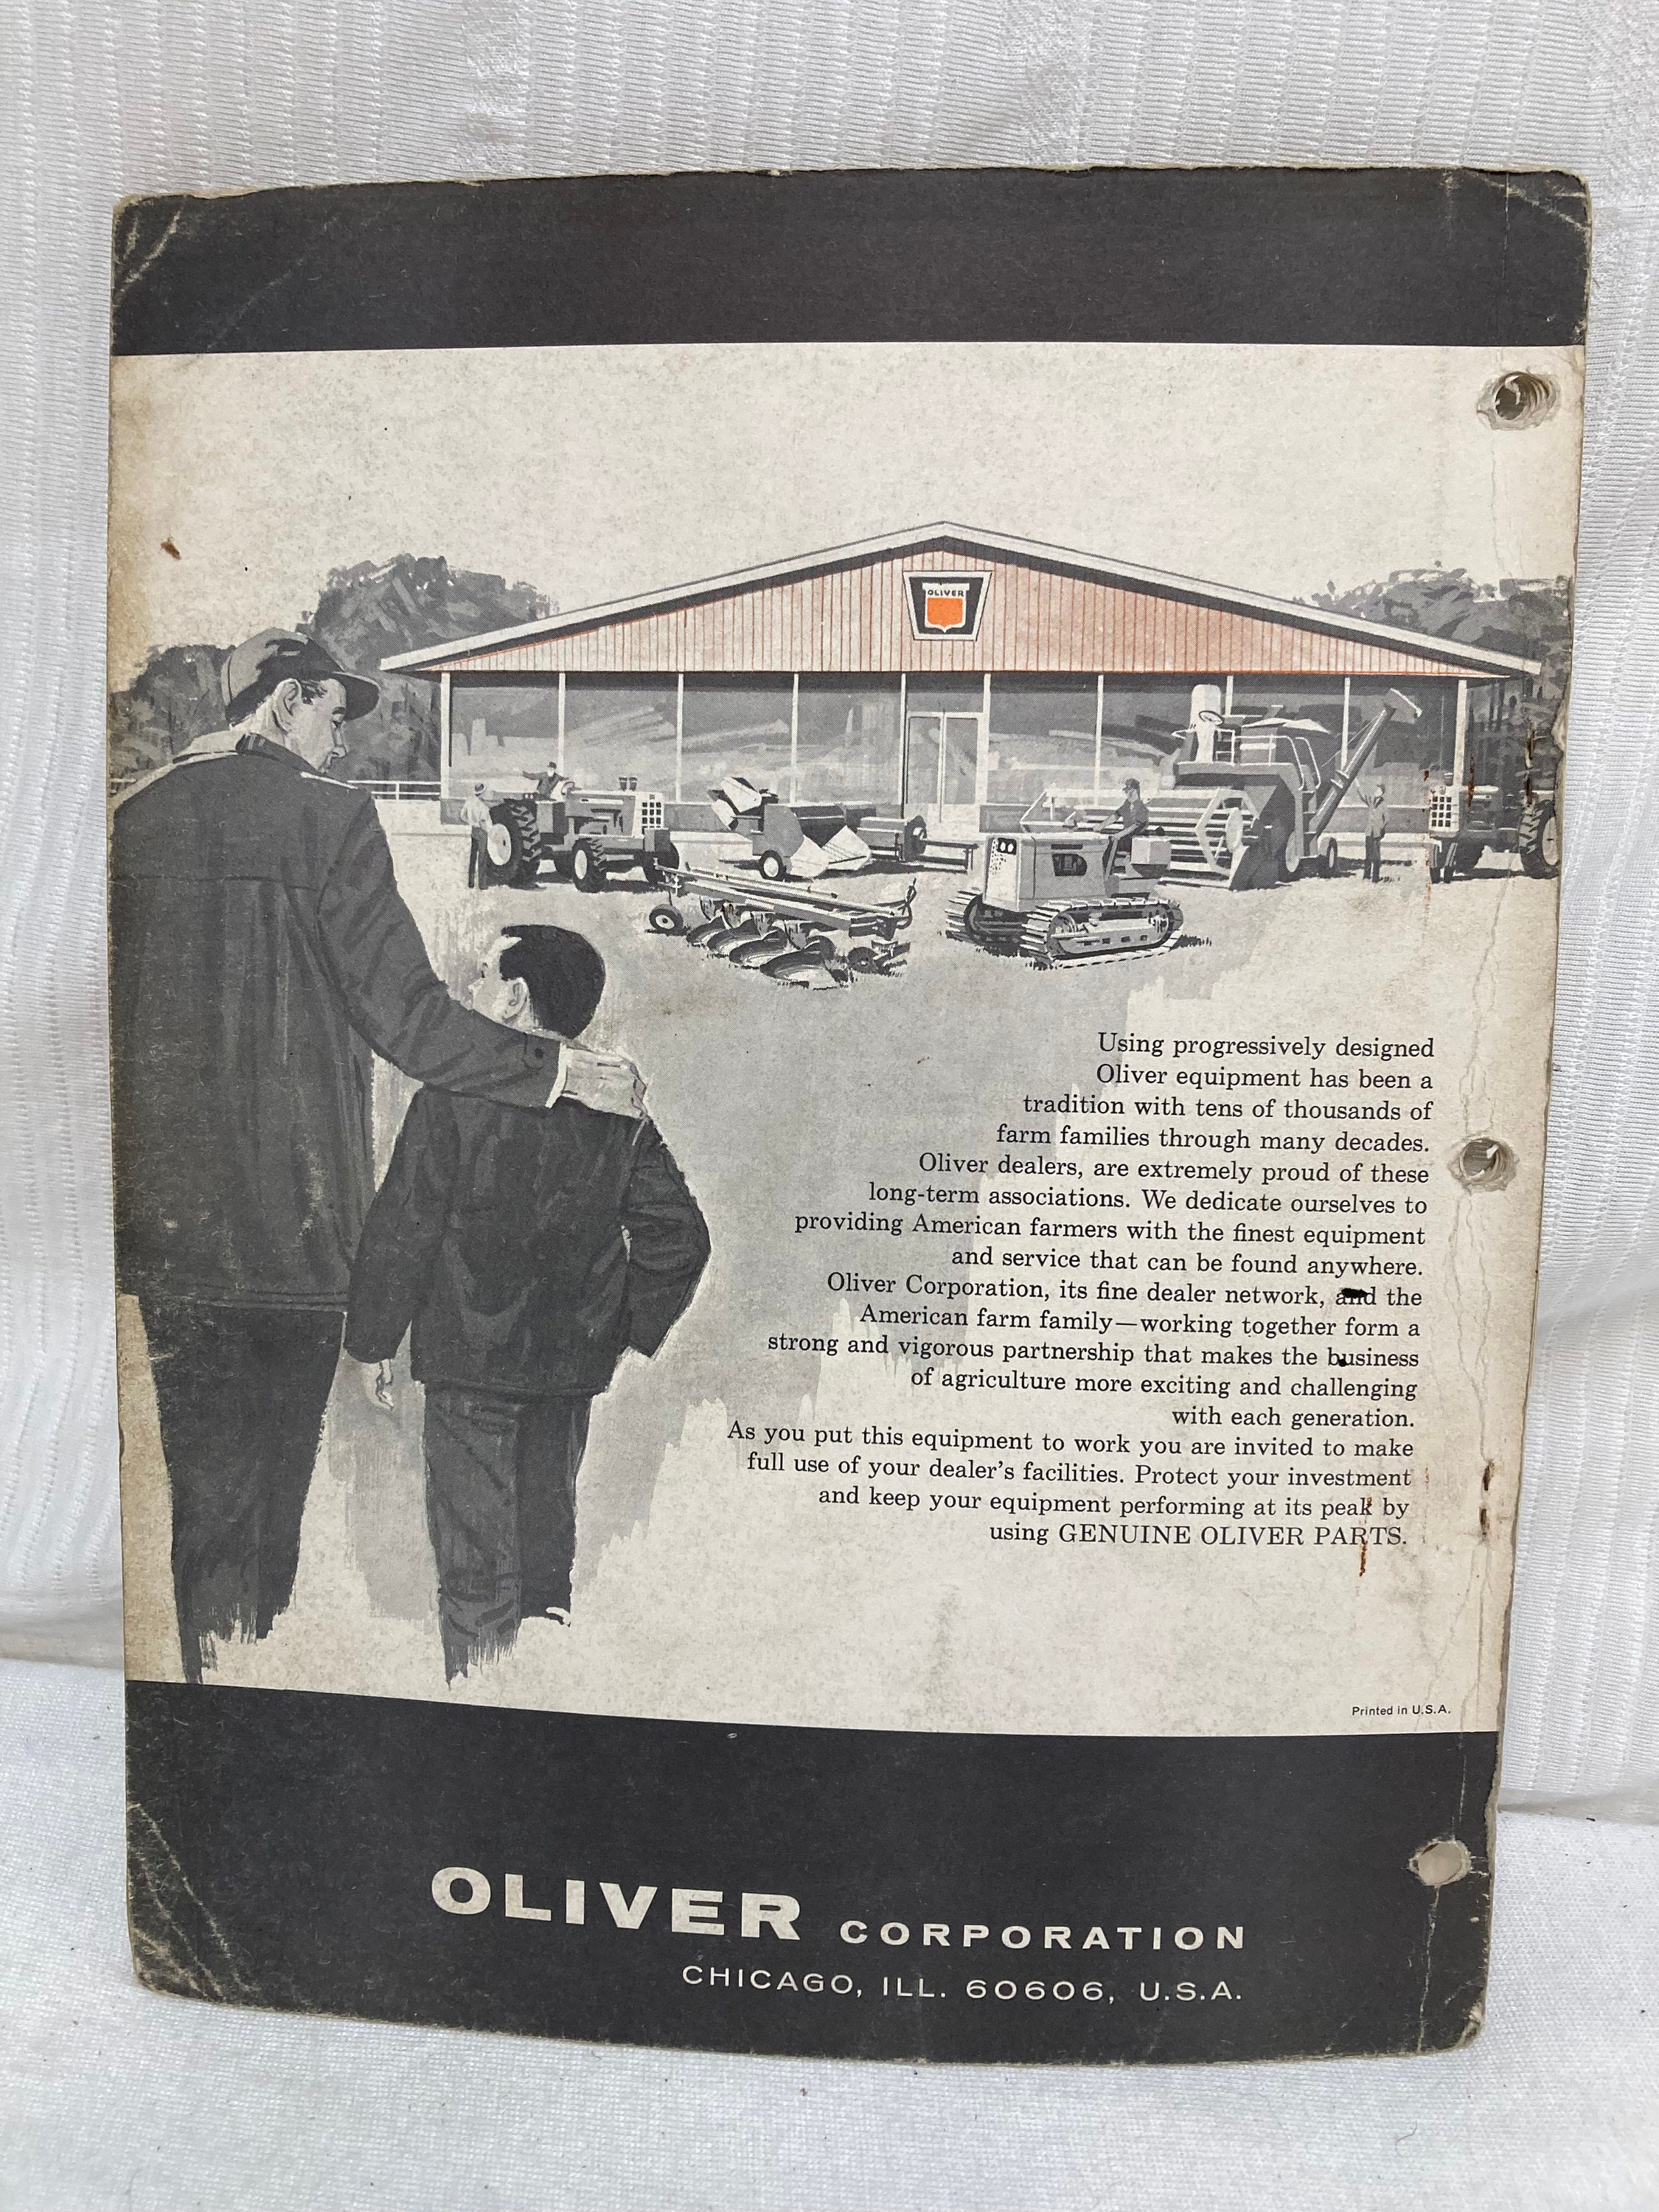 OLIVER
Using progressively designed
Oliver equipment has been a
tradition with tens of thousands of
farm families through many decades.
Oliver dealers, are extremely proud of these
long-term associations. We dedicate ourselves to
providing American farmers with the finest equipment
and service that can be found anywhere.
Oliver Corporation, its fine dealer network, and the
American farm family—working together form a
strong and vigorous partnership that makes the business
of agriculture more exciting and challenging
with each generation.
As you put this equipment to work you are invited to make
full use of your dealer's facilities. Protect your investment
and keep your equipment performing at its peak by
using GENUINE OLIVER PARTS.
Printed in U.S.A.
OLIVER CORPORATION
CHICAGO, ILL. 60606, U.S.A.